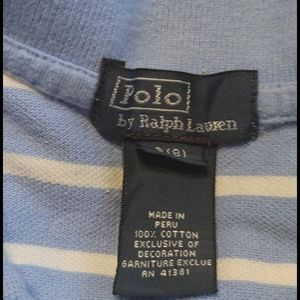 Polo
by Ralph Lauren
S(8)
MADE IN
PERU
100% COTTON
EXCLUSIVE OF
DECORATION
GARNITURE EXCLUE
RN 41381